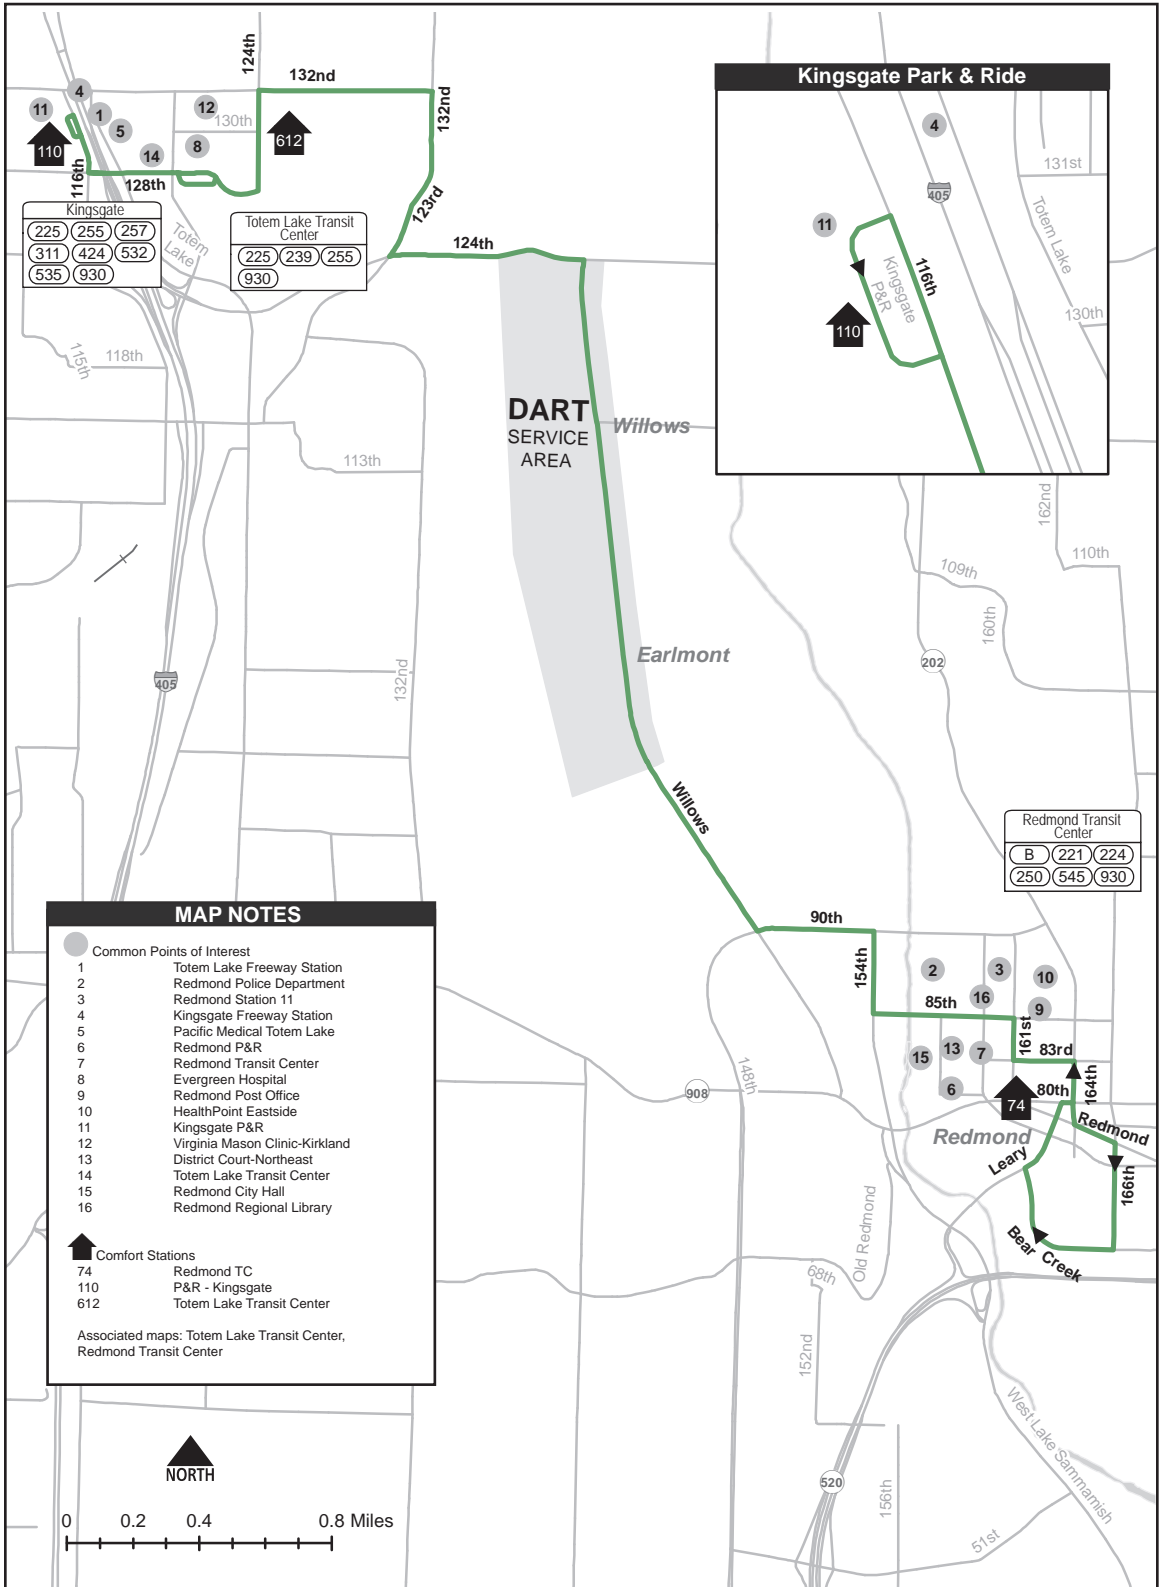 124th
132nd
4
11
1
5
12
130th
132nd
110
14
8
612
116th
128th
123rd
Kingsgate
225 255 257
311 424 532
535 930
Totem
Lake
Totem Lake Transit
Center
225 239 255
930
124th
115th
118th
113th
DART
SERVICE
AREA
Willows
Kingsgate Park & Ride
4
131st
405
11
Totem Lake
116th
Kingsgate
P&R
110
130th
162nd
110th
109th
160th
202
Earlmont
405
132nd
Willows
Redmond Transit
Center
B 221 224
250 545 930
90th
154th
2
3
10
16
85th
9
161st
15
13
7
83rd
6
80th
164th
74
Redmond
Redmond
Leary
166th
Bear
Creek
148th
908
Old Redmond
68th
152nd
West Lake Sammamish
520
156th
51st
MAP NOTES
Common Points of Interest
1 Totem Lake Freeway Station
2 Redmond Police Department
3 Redmond Station 11
4 Kingsgate Freeway Station
5 Pacific Medical Totem Lake
6 Redmond P&R
7 Redmond Transit Center
8 Evergreen Hospital
9 Redmond Post Office
10 HealthPoint Eastside
11 Kingsgate P&R
12 Virginia Mason Clinic-Kirkland
13 District Court-Northeast
14 Totem Lake Transit Center
15 Redmond City Hall
16 Redmond Regional Library
Comfort Stations
74 Redmond TC
110 P&R - Kingsgate
612 Totem Lake Transit Center
Associated maps: Totem Lake Transit Center,
Redmond Transit Center
NORTH
0 0.2 0.4 0.8 Miles